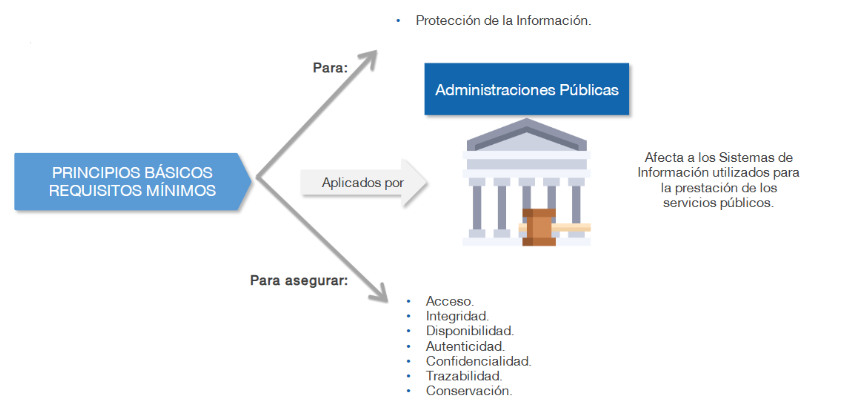 • Protección de la Información.
Para:
Administraciones Públicas
PRINCIPIOS BÁSICOS
REQUISITOS MÍNIMOS
Aplicados por
Afecta a los Sistemas de
Información utilizados para
la prestación de los
servicios públicos.
Para asegurar:
• Acceso.
• Integridad.
• Disponibilidad.
• Autenticidad.
• Confidencialidad.
• Trazabilidad.
• Conservación.